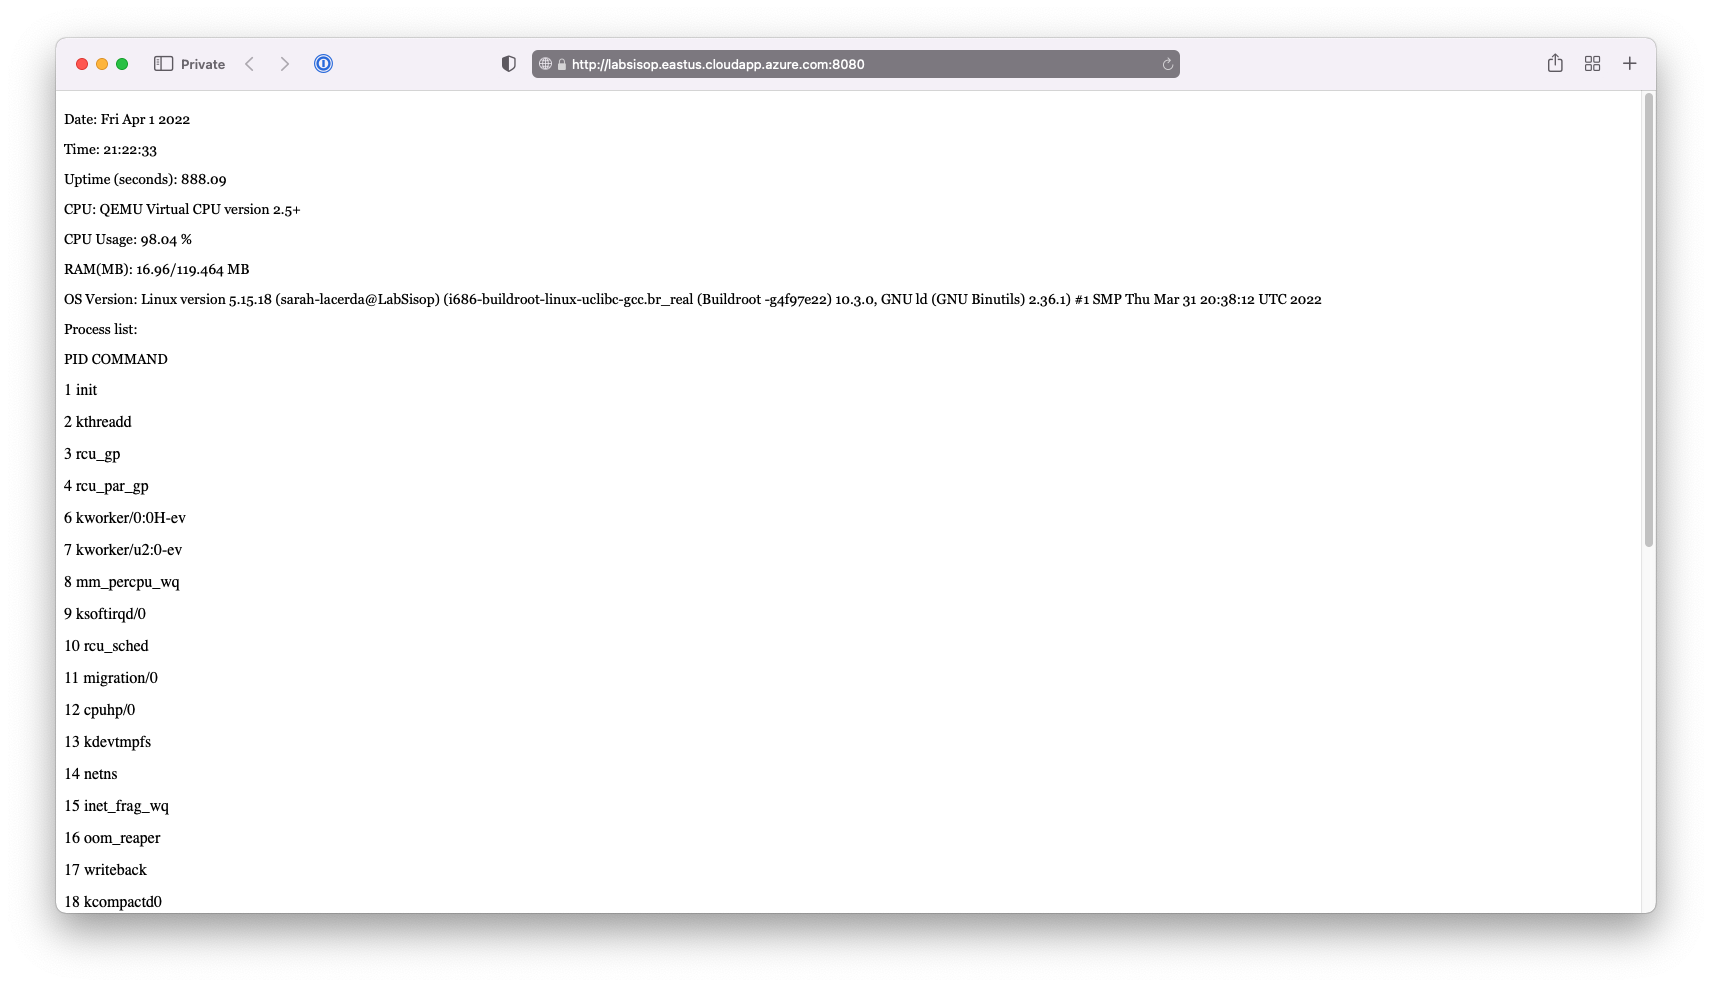 Private
http://labsisop.eastus.cloudapp.azure.com:8080
Date: Fri Apr 1 2022
Time: 21:22:33
Uptime (seconds): 888.09
CPU: QEMU Virtual CPU version 2.5+
CPU Usage: 98.04 %
RAM(MB): 16.96/119.464 MB
OS Version: Linux version 5.15.18 (sarah-lacerda@LabSisop) (i686-buildroot-linux-uclibc-gcc.br_real (Buildroot -g4f97e22) 10.3.0, GNU ld (GNU Binutils) 2.36.1) #1 SMP Thu Mar 31 20:38:12 UTC 2022
Process list:
PID COMMAND
1 init
2 kthreadd
3 rcu_gp
4 rcu_par_gp
6 kworker/0:0H-ev
7 kworker/u2:0-ev
8 mm_percpu_wq
9 ksoftirqd/0
10 rcu_sched
11 migration/0
12 cpuhp/0
13 kdevtmpfs
14 netns
15 inet_frag_wq
16 oom_reaper
17 writeback
18 kcompactd0